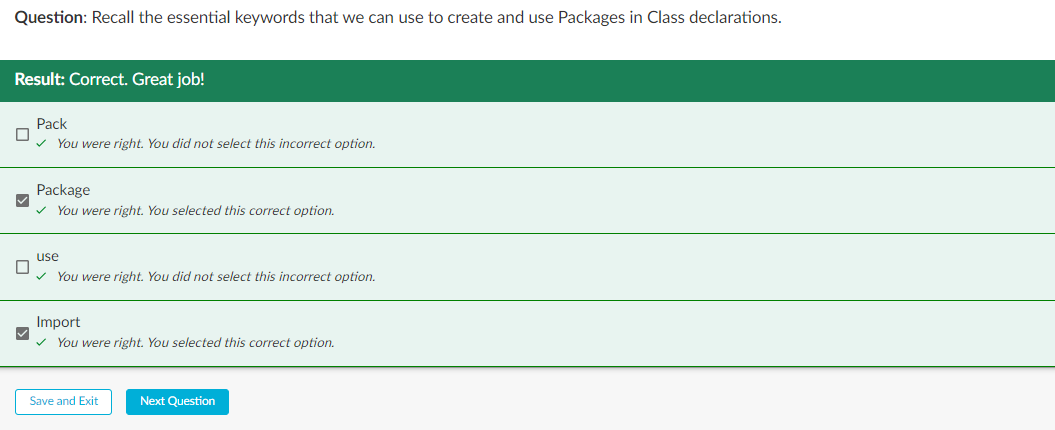 Question: Recall the essential keywords that we can use to create and use Packages in Class declarations.
Result: Correct. Great job!
Pack
You were right. You did not select this incorrect option.
Package
You were right. You selected this correct option.
use
You were right. You did not select this incorrect option.
Import
You were right. You selected this correct option.
Save and Exit
Next Question